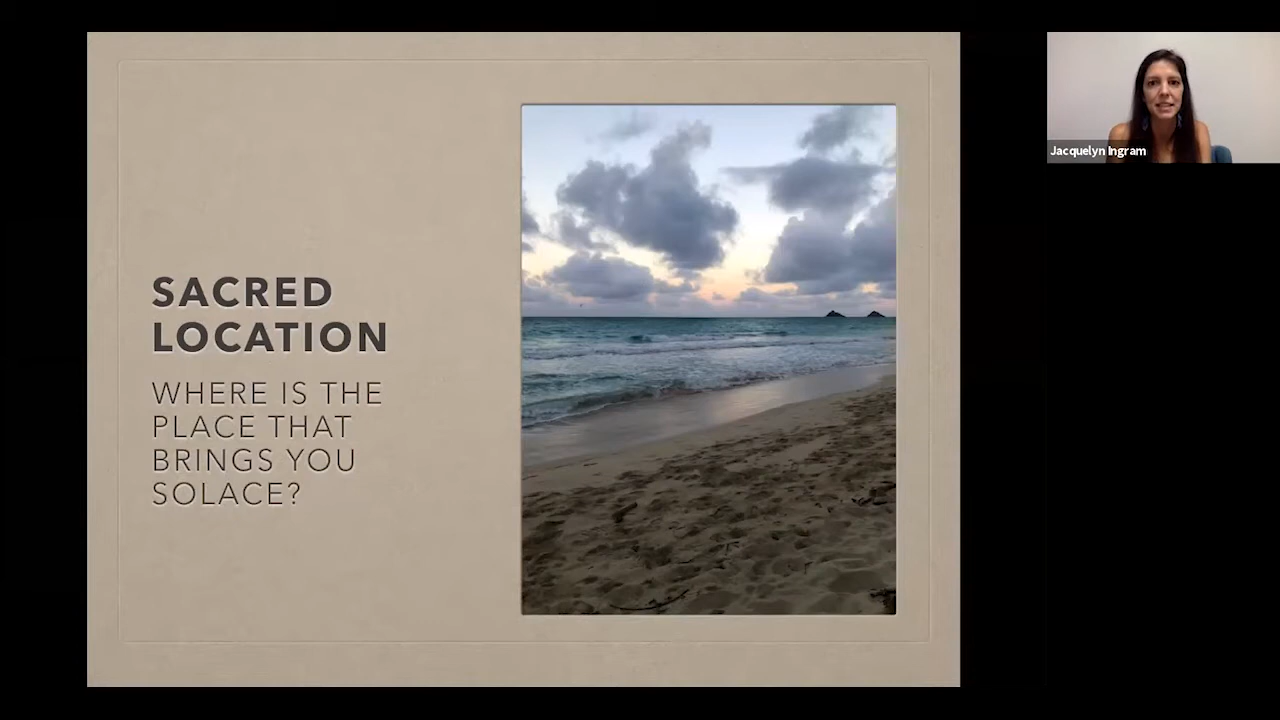 SACRED
LOCATION
WHERE IS THE
PLACE THAT
BRINGS YOU
SOLACE?
Jacquelyn Ingram